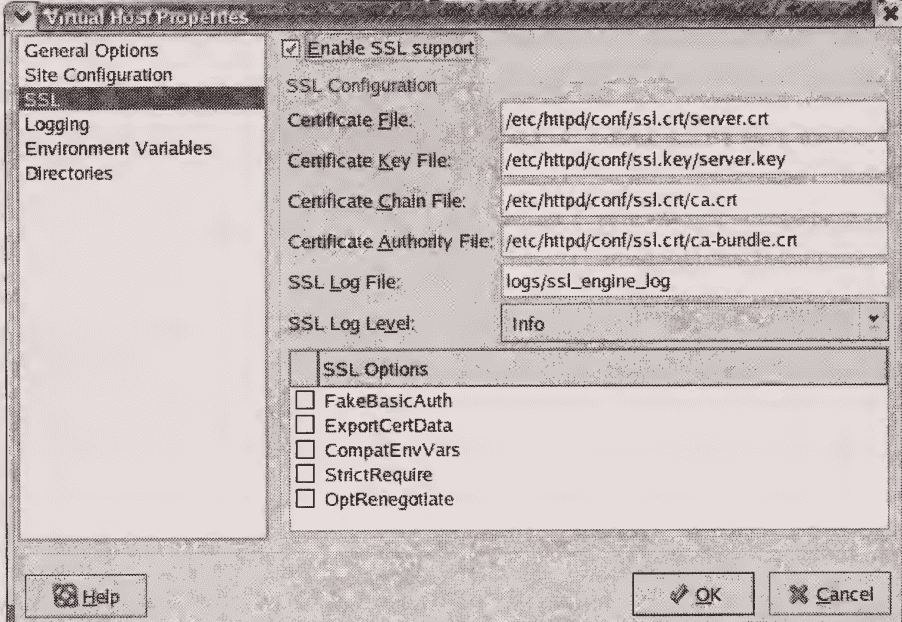 Virtual Host Properties
General Options
Site Configuration
SSL
Logging
Environment Variables
Directories
Enable SSL support
SSL Configuration
Certificate File: /etc/httpd/conf/ssl.crt/server.crt
Certificate Key File: /etc/httpd/conf/ssl.key/server.key
Certificate Chain File: /etc/httpd/conf/ssl.crt/ca.crt
Certificate Authority File: /etc/httpd/conf/ssl.crt/ca-bundle.crt
SSL Log File: logs/ssl_engine_log
SSL Log Level: Info
SSL Options
FakeBasicAuth
ExportCertData
CompatEnvVars
StrictRequire
OptRenegotiate
Help
OK
Cancel